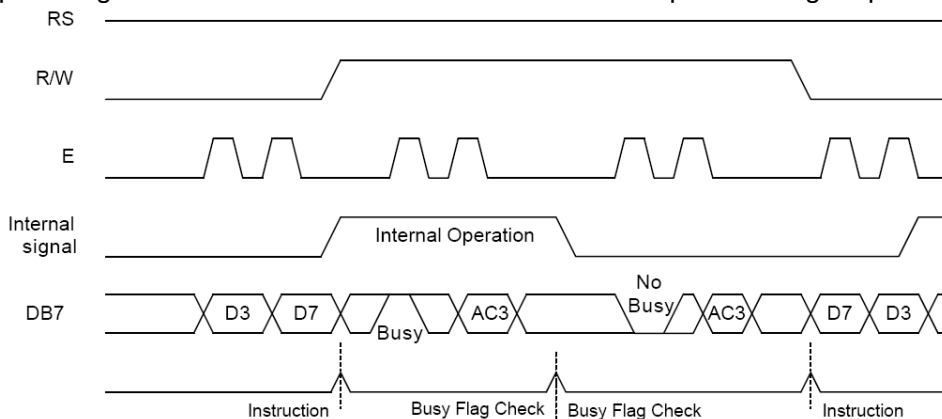 RS
R/W
E
Internal
signal
Internal Operation
DB7
D3
D7
Busy
AC3
No
Busy
AC3
D7
D3
Instruction
Busy Flag Check
Busy Flag Check
Instruction